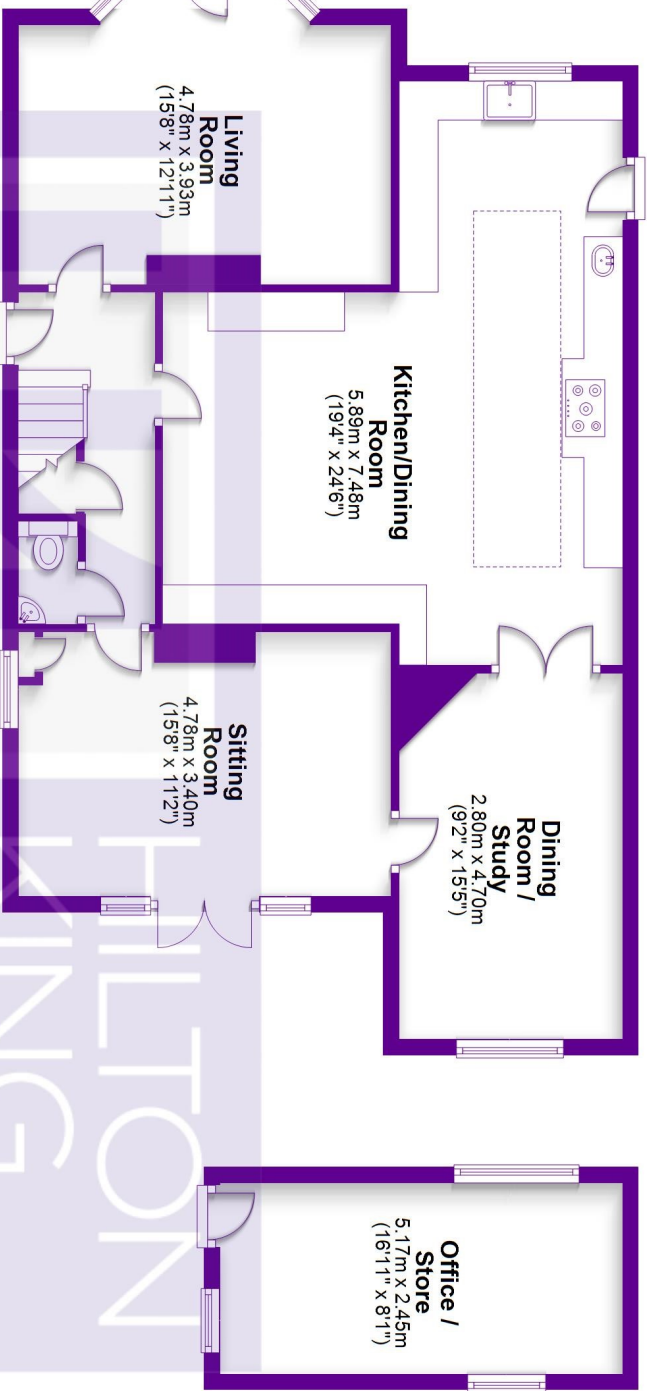 Living
Room
4.78m x 3.93m
(15'8" x 12'11")
Kitchen/Dining
Room
5.89m x 7.48m
(19'4" x 24'6")
Sitting
Room
4.78m x 3.40m
(15'8" x 11'2")
Dining
Room /
Study
2.80m x 4.70m
(9'2" x 15'5")
Office /
Store
5.17m x 2.45m
(16'11" x 8'1")
HILTON
KING